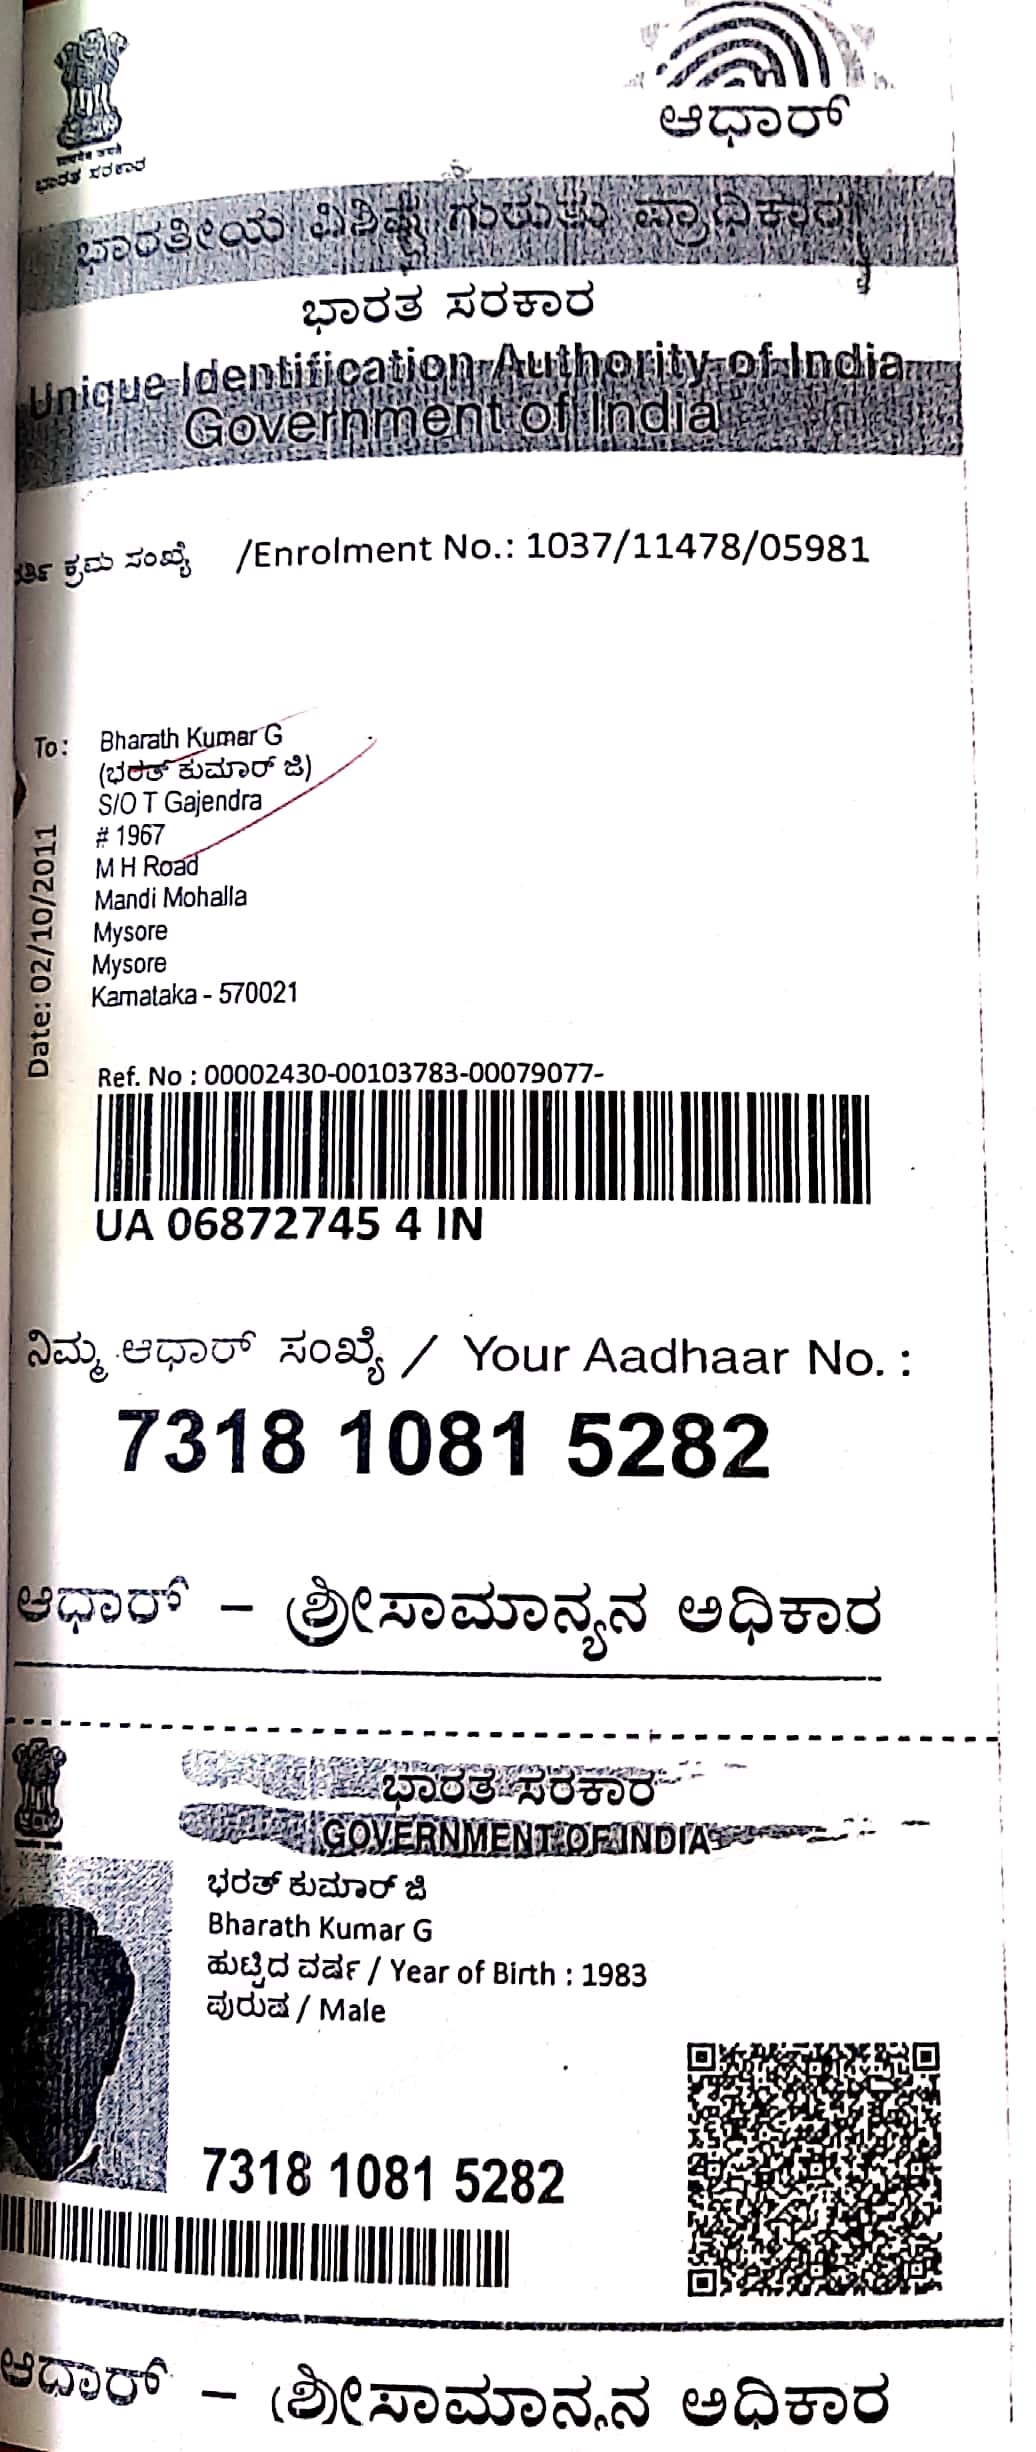 ಆಧಾರ್
ಭಾರತ ಸರಕಾರ
ಭಾರತೀಯ ವಿಶಿಷ್ಟ ಗುರುತು ಪ್ರಾಧಿಕಾರ
ಭಾರತ ಸರಕಾರ
Unique Identification Authority of India
Government of India
ಕ್ರಮ ಸಂಖ್ಯೆ /Enrolment No.: 1037/11478/05981
To: Bharath Kumar G
(ಭರತ್ ಕುಮಾರ್ ಜಿ)
S/O T Gajendra
# 1967
M H Road
Mandi Mohalla
Mysore
Mysore
Karnataka - 570021
Date: 02/10/2011
Ref. No : 00002430-00103783-00079077-
UA 06872745 4 IN
ನಿಮ್ಮ ಆಧಾರ್ ಸಂಖ್ಯೆ / Your Aadhaar No. :
7318 1081 5282
ಆಧಾರ್ – ಶ್ರೀಸಾಮಾನ್ಯನ ಅಧಿಕಾರ
ಭಾರತ ಸರಕಾರ
GOVERNMENT OF INDIA
ಭರತ್ ಕುಮಾರ್ ಜಿ
Bharath Kumar G
ಹುಟ್ಟಿದ ವರ್ಷ / Year of Birth : 1983
ಪುರುಷ / Male
7318 1081 5282
ಆಧಾರ್ – ಶ್ರೀಸಾಮಾನ್ಯನ ಅಧಿಕಾರ